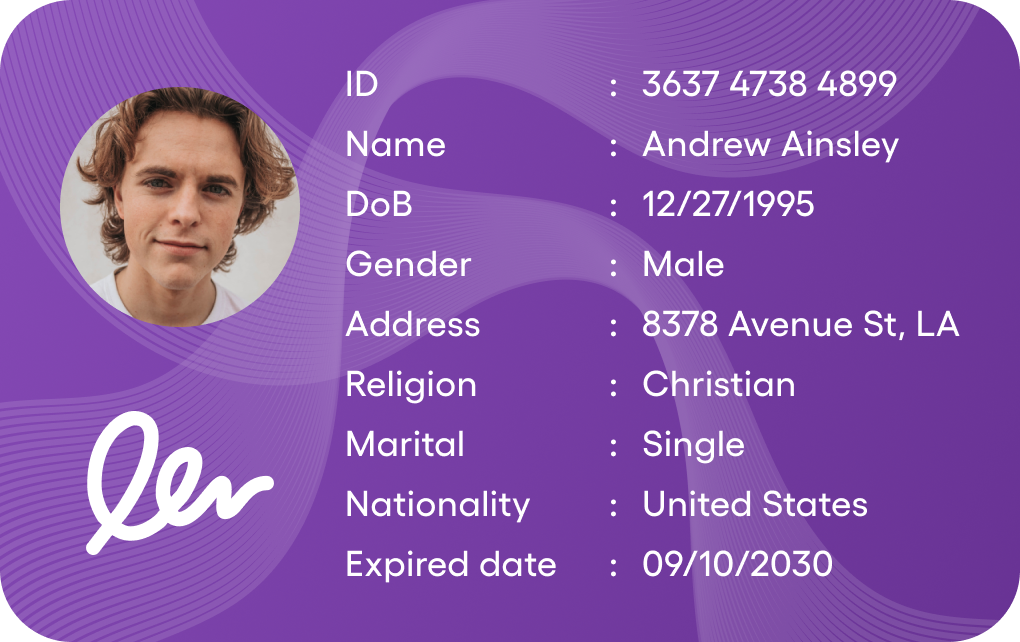 ID : 3637 4738 4899
Name : Andrew Ainsley
DoB : 12/27/1995
Gender : Male
Address : 8378 Avenue St, LA
Religion : Christian
Marital : Single
Nationality : United States
Expired date : 09/10/2030